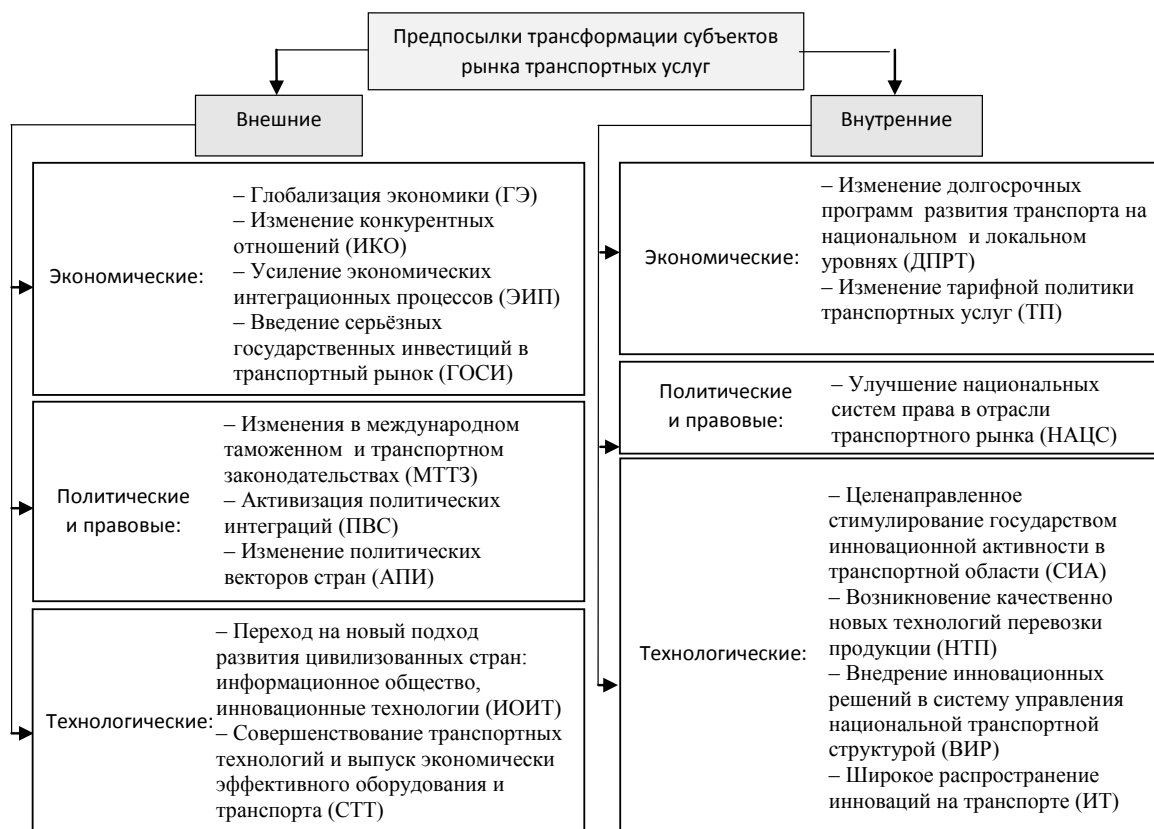 Предпосылки трансформации субъектов
рынка транспортных услуг
Внешние
Экономические:
– Глобализация экономики (ГЭ)
– Изменение конкурентных
отношений (ИКО)
– Усиление экономических
интеграционных процессов (ЭИП)
– Введение серьёзных
государственных инвестиций в
транспортный рынок (ГОСИ)
Политические
и правовые:
– Изменения в международном
таможенном и транспортном
законодательствах (МТТЗ)
– Активизация политических
интеграций (ПВС)
– Изменение политических
векторов стран (АПИ)
Технологические:
– Переход на новый подход
развития цивилизованных стран:
информационное общество,
инновационные технологии (ИОИТ)
– Совершенствование транспортных
технологий и выпуск экономически
эффективного оборудования и
транспорта (СТТ)
Внутренние
Экономические:
– Изменение долгосрочных
программ развития транспорта на
национальном и локальном
уровнях (ДПРТ)
– Изменение тарифной политики
транспортных услуг (ТП)
Политические
и правовые:
– Улучшение национальных
систем права в отрасли
транспортного рынка (НАЦС)
Технологические:
– Целенаправленное
стимулирование государством
инновационной активности в
транспортной области (СИА)
– Возникновение качественно
новых технологий перевозки
продукции (НТП)
– Внедрение инновационных
решений в систему управления
национальной транспортной
структурой (ВИР)
– Широкое распространение
инноваций на транспорте (ИТ)